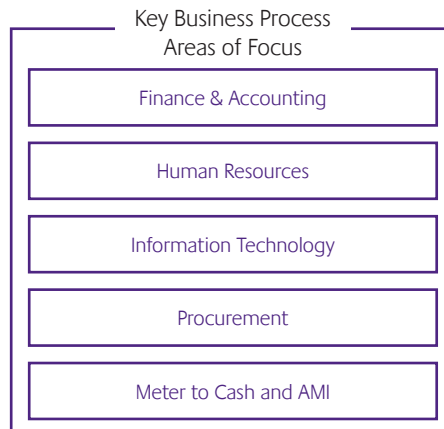 Key Business Process
Areas of Focus
Finance & Accounting
Human Resources
Information Technology
Procurement
Meter to Cash and AMI